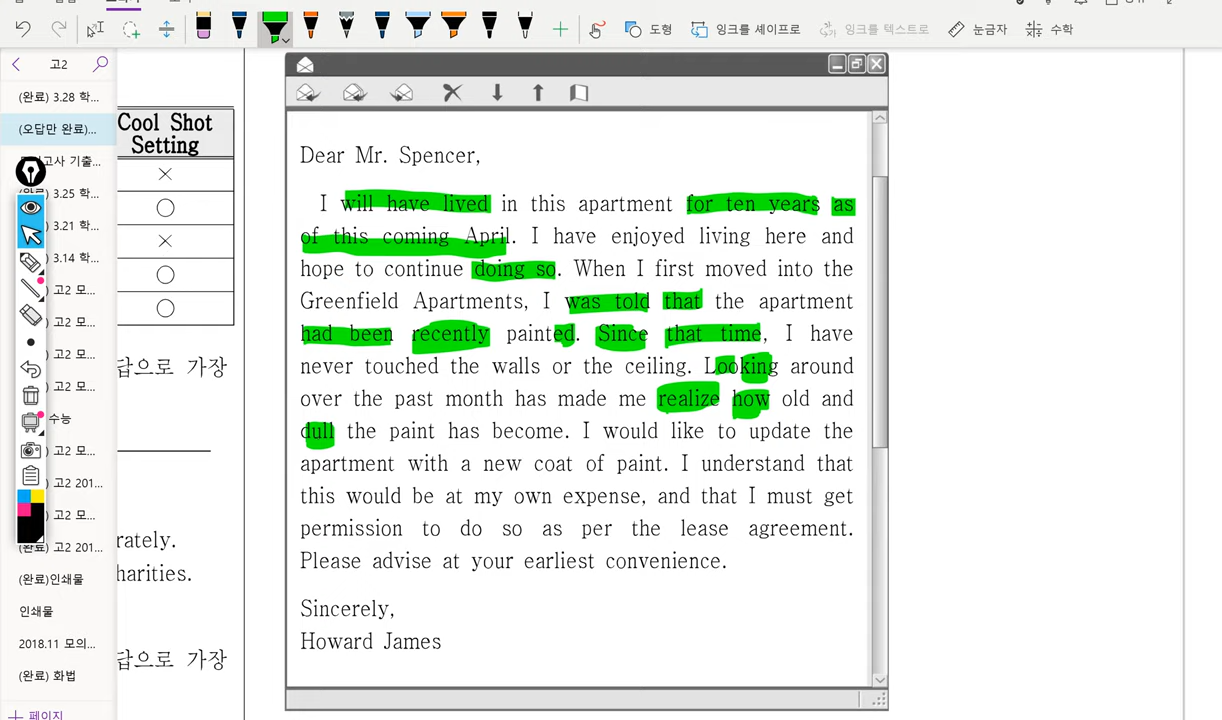 도형
잉크를 셰이프로
잉크를 텍스트로
눈금자
수학
고2
(완료) 3.28 학...
(오답만 완료)...
고사 기출...
3.25 학...
) 3.21 학...
) 3.14 학...
) 고2 모...
) 고2 모...
) 고2 모...
) 고2 모...
수능
) 고2 모...
) 고2 201...
) 고2 모...
(완료) 고2 201...
(완료)인쇄물
인쇄물
2018.11 모의...
(완료) 화법
페이지
Cool Shot
Setting
답으로 가장
rately.
harities.
답으로 가장
Dear Mr. Spencer,
I will have lived in this apartment for ten years as
of this coming April. I have enjoyed living here and
hope to continue doing so. When I first moved into the
Greenfield Apartments, I was told that the apartment
had been recently painted. Since that time, I have
never touched the walls or the ceiling. Looking around
over the past month has made me realize how old and
dull the paint has become. I would like to update the
apartment with a new coat of paint. I understand that
this would be at my own expense, and that I must get
permission to do so as per the lease agreement.
Please advise at your earliest convenience.
Sincerely,
Howard James